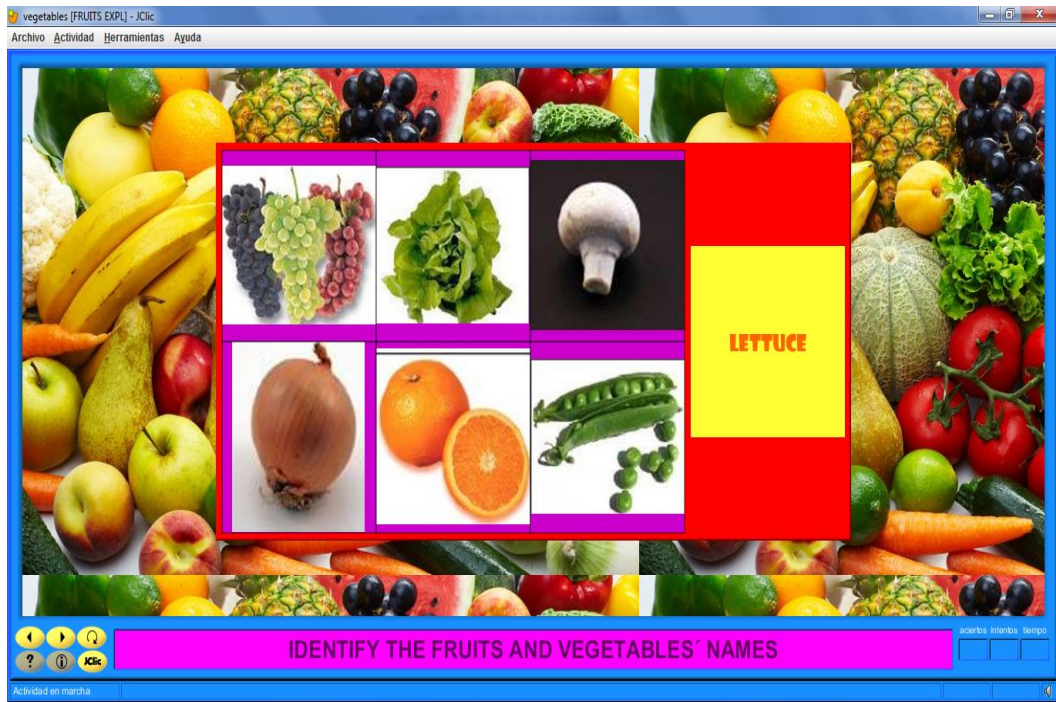 vegetables [FRUITS EXPL] - JClic
Archivo Actividad Herramientas Ayuda
LETTUCE
IDENTIFY THE FRUITS AND VEGETABLES´ NAMES
aciertos intentos tiempo
? i JClic
Actividad en marcha